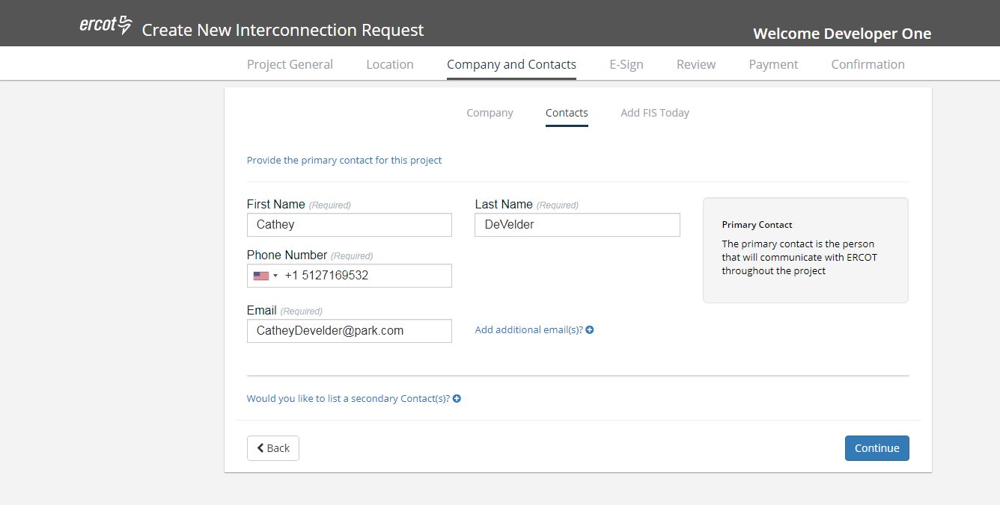 ercot Create New Interconnection Request
Welcome Developer One
Project General Location Company and Contacts E-Sign Review Payment Confirmation
Company Contacts Add FIS Today
Provide the primary contact for this project
First Name (Required)
Cathey
Last Name (Required)
DeVelder
Phone Number (Required)
+1 5127169532
Email (Required)
CatheyDevelder@park.com
Add additional email(s)?
Primary Contact
The primary contact is the person
that will communicate with ERCOT
throughout the project
Would you like to list a secondary Contact(s)?
Back
Continue